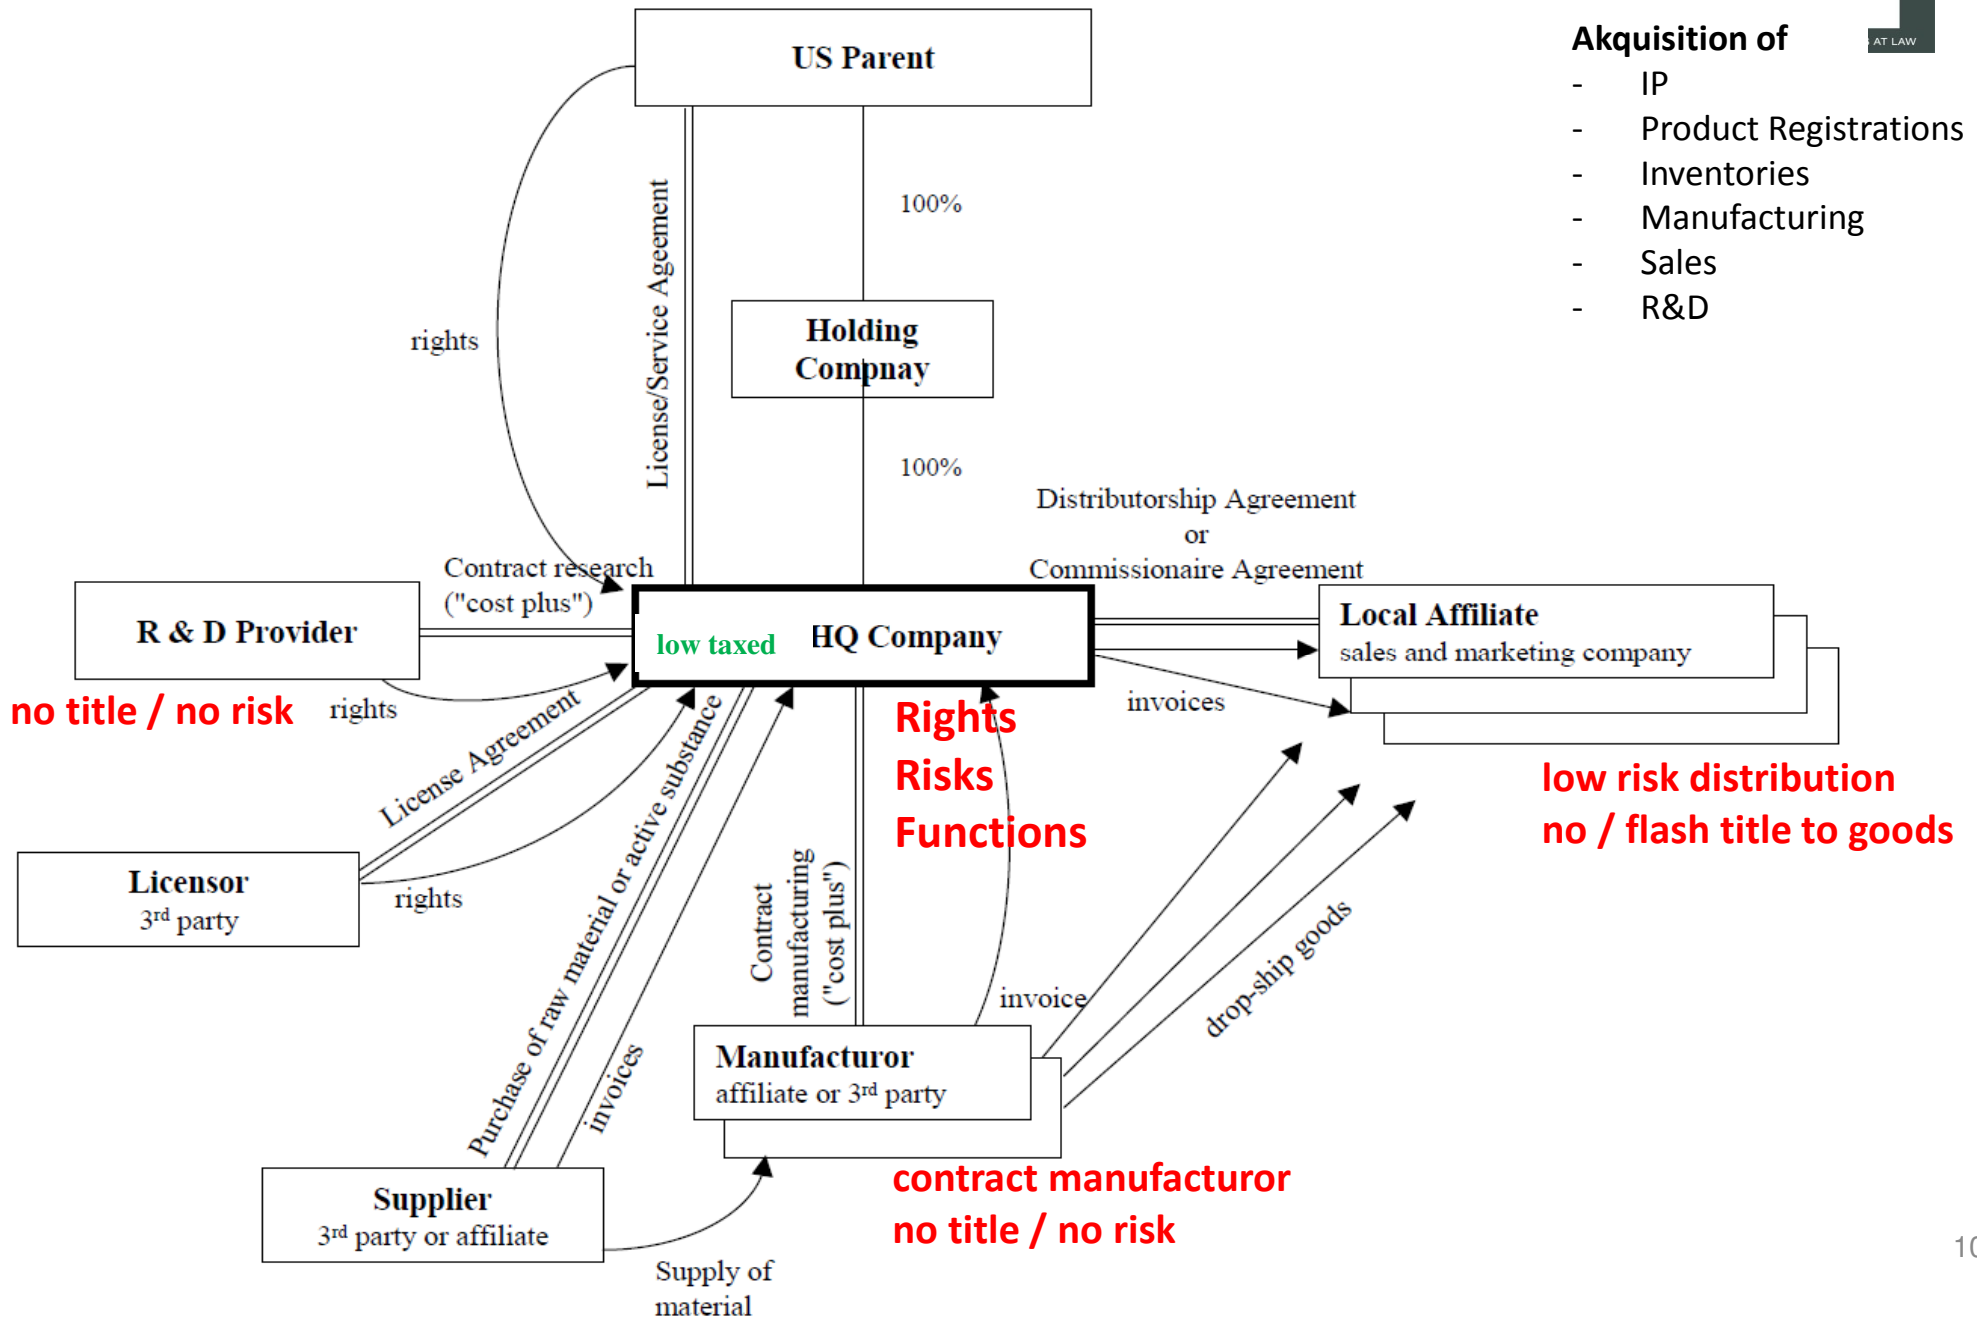 US Parent
Akquisition of
- IP
- Product Registrations
- Inventories
- Manufacturing
- Sales
- R&D
AT LAW
rights
License/Service Ageement
100%
Holding
Compnay
100%
Distributorship Agreement
or
Commissionaire Agreement
Contract research
("cost plus")
R & D Provider
low taxed
HQ Company
Local Affiliate
sales and marketing company
no title / no risk
rights
invoices
Rights
Risks
Functions
low risk distribution
no / flash title to goods
License Agreement
Licensor
3rd party
rights
Purchase of raw material or active substance
invoices
Contract
manufacturing
("cost plus")
invoice
drop-ship goods
Manufacturor
affiliate or 3rd party
contract manufacturor
no title / no risk
Supplier
3rd party or affiliate
Supply of
material
10